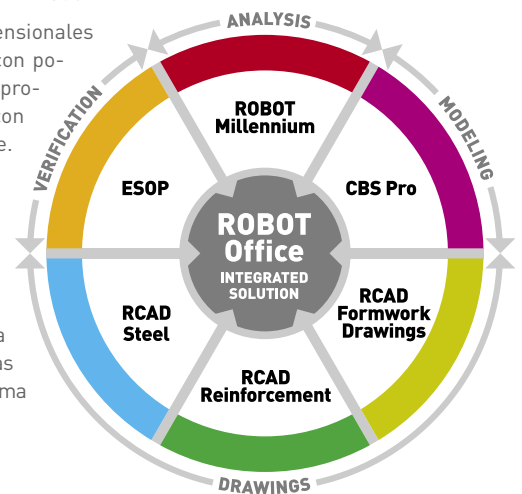 ensionales
con po-
pro-
con
e.
a
as
ma
ANALYSIS
MODELING
VERIFICATION
DRAWINGS
ROBOT
Millennium
ESOP
CBS Pro
ROBOT
Office
INTEGRATED
SOLUTION
RCAD
Steel
RCAD
Formwork
Drawings
RCAD
Reinforcement